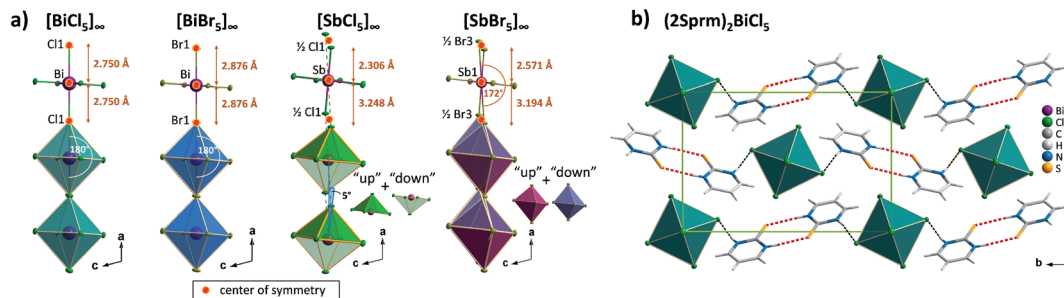 a)
[BiCl5]∞
Cl1
Bi
2.750 Å
2.750 Å
Cl1
180°
a
c
[BiBr5]∞
Br1
Bi
2.876 Å
2.876 Å
Br1
180°
a
c
[SbCl5]∞
½ Cl1
Sb
2.306 Å
3.248 Å
½ Cl1
"up" + "down"
5°
a
c
[SbBr5]∞
½ Br3
Sb1
2.571 Å
172°
3.194 Å
½ Br3
"up" + "down"
a
c
center of symmetry
b) (2Sprm)2BiCl5
Bi
Cl
C
H
N
S
b